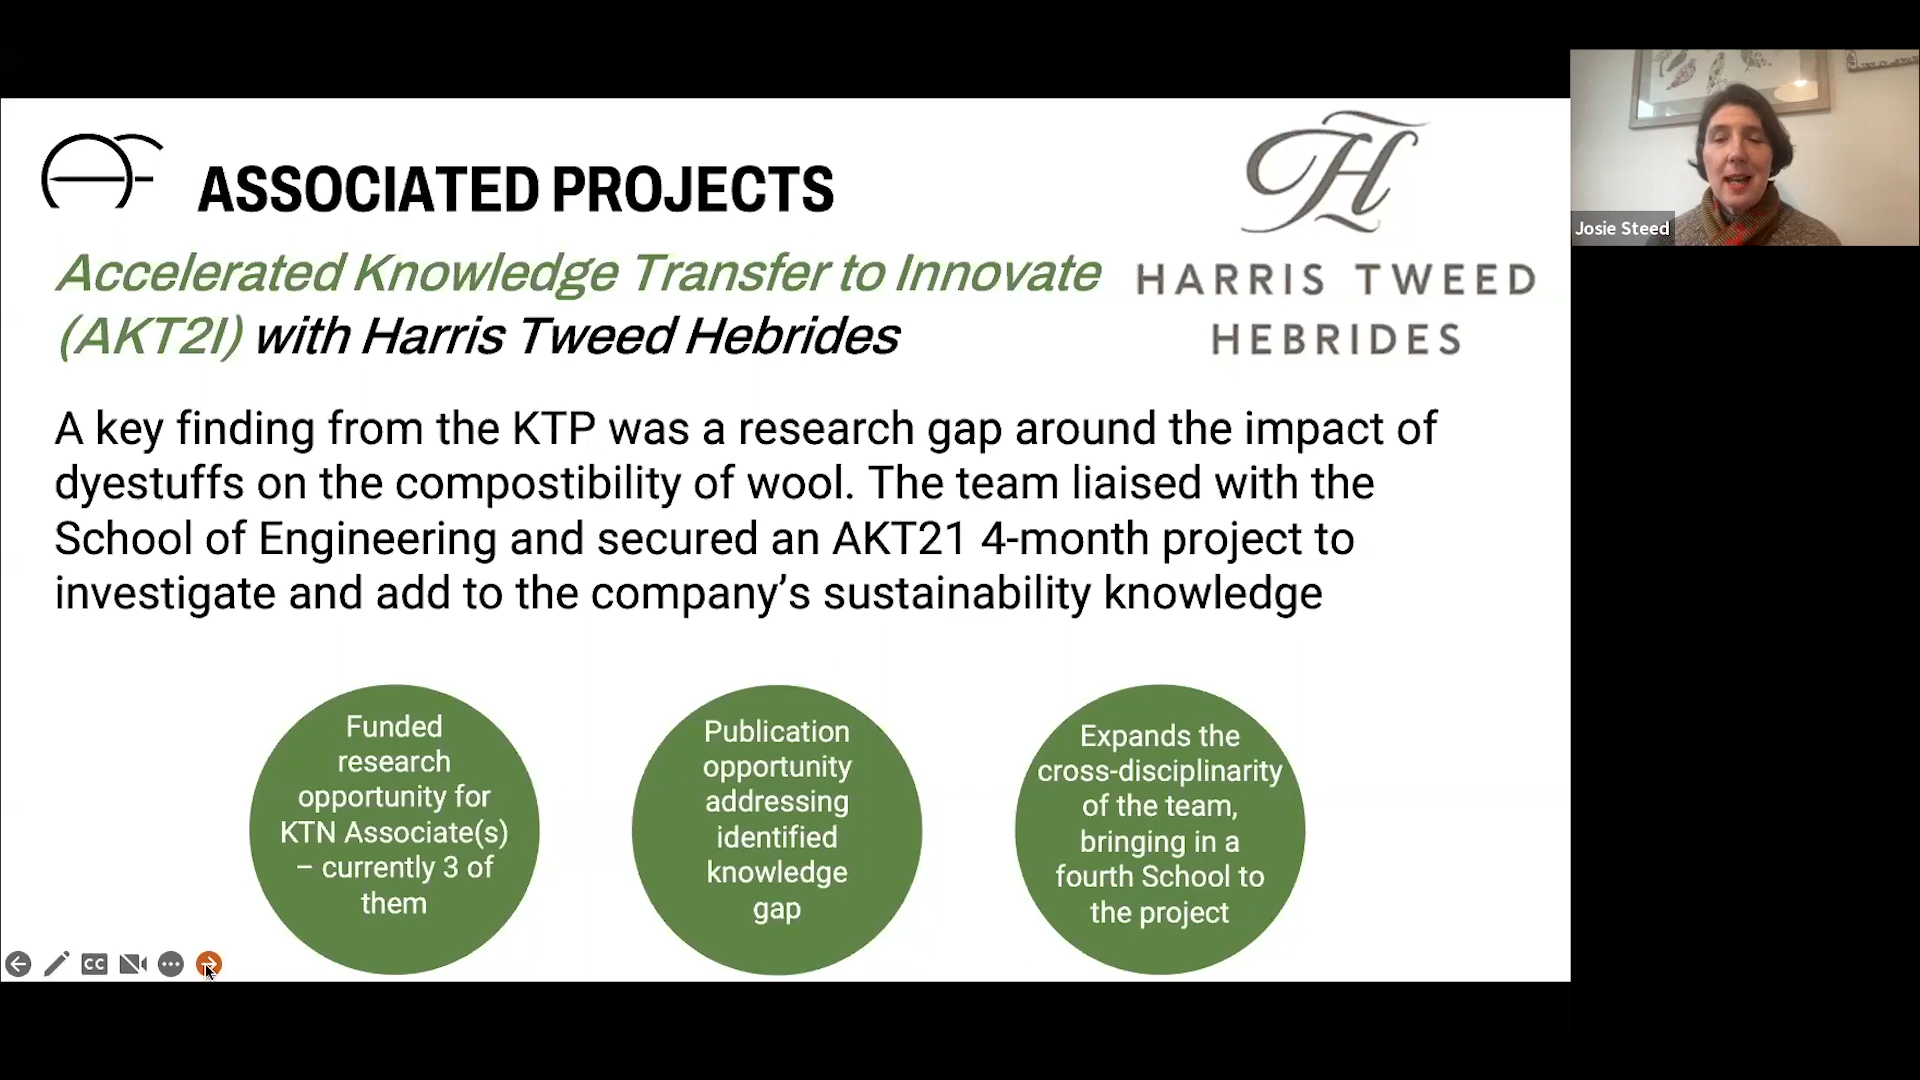 ASSOCIATED PROJECTS
Accelerated Knowledge Transfer to Innovate
(AKT2I) with Harris Tweed Hebrides
H
HARRIS TWEED
HEBRIDES
A key finding from the KTP was a research gap around the impact of
dyestuffs on the compostibility of wool. The team liaised with the
School of Engineering and secured an AKT21 4-month project to
investigate and add to the company’s sustainability knowledge
Funded
research
opportunity for
KTN Associate(s)
– currently 3 of
them
Publication
opportunity
addressing
identified
knowledge
gap
Expands the
cross-disciplinarity
of the team,
bringing in a
fourth School to
the project
CC
Josie Steed